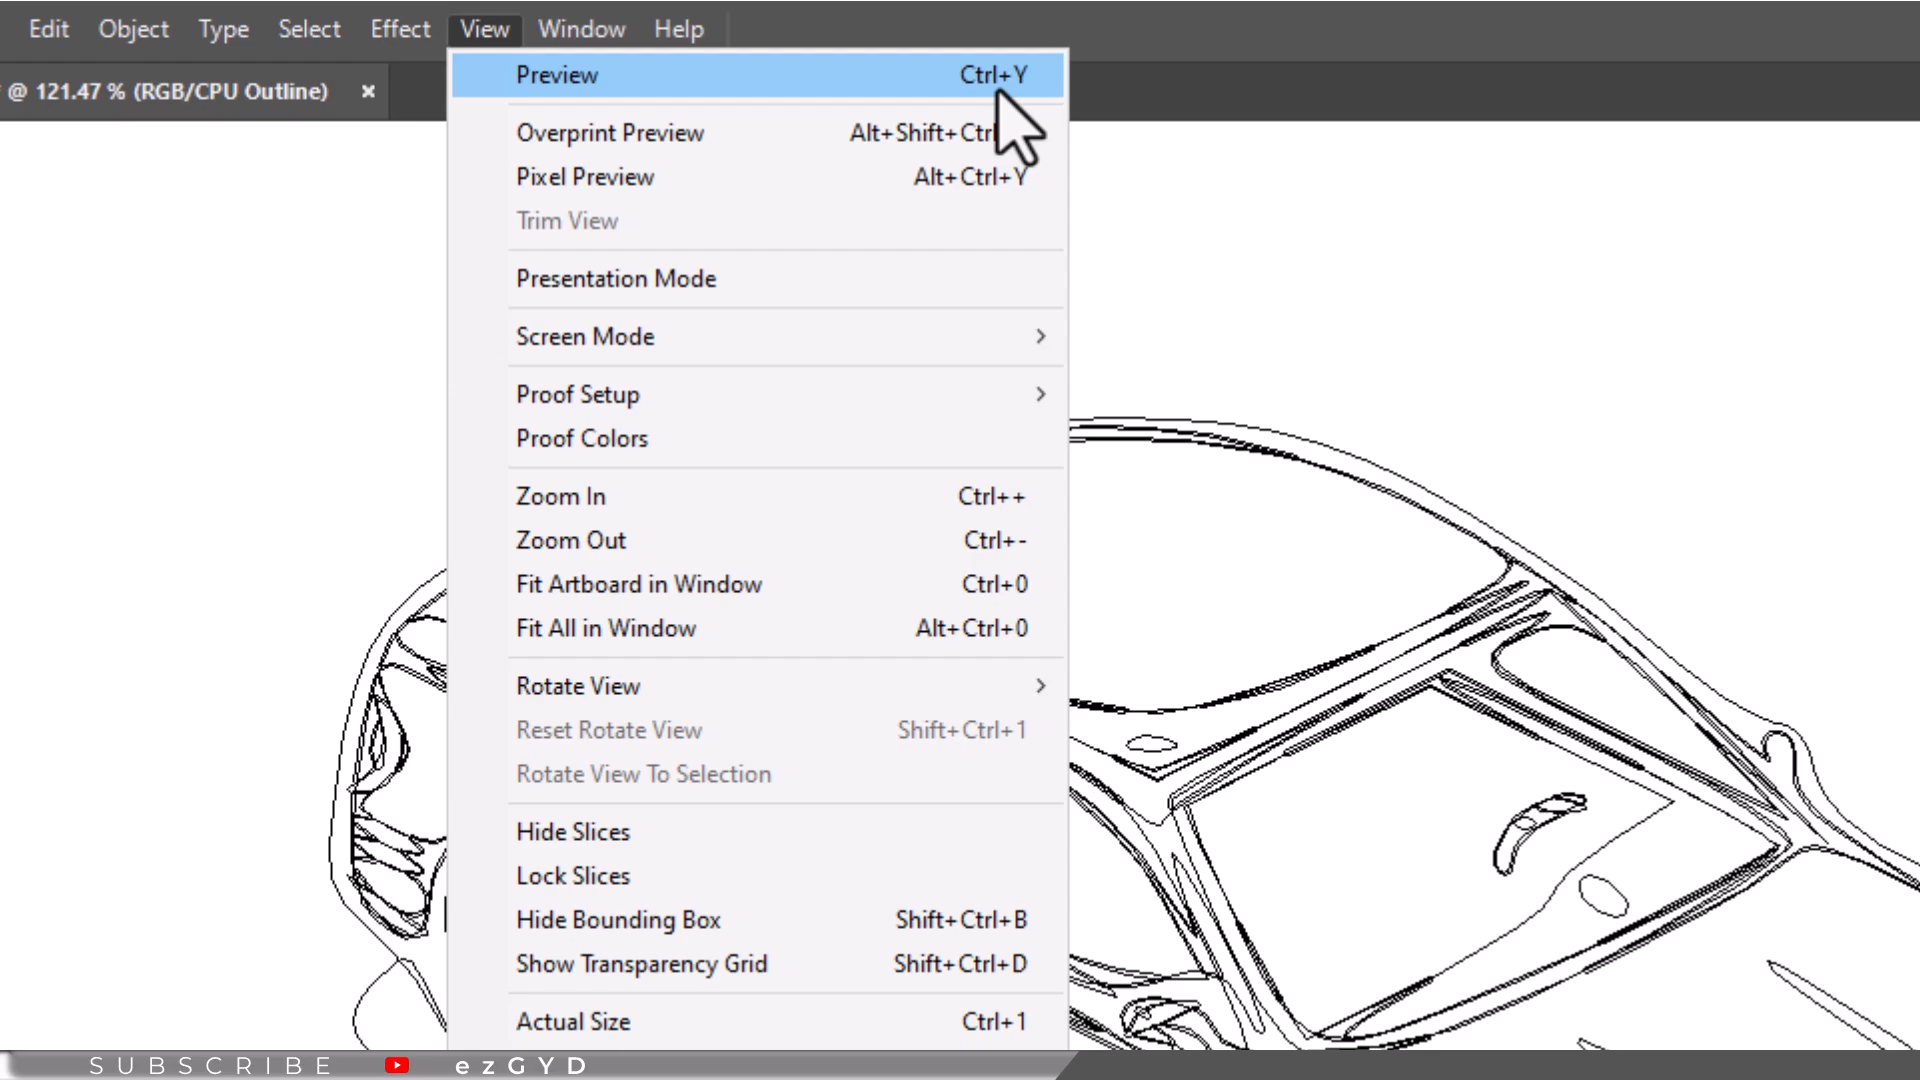 Edit Object Type Select Effect View Window Help
@ 121.47 % (RGB/CPU Outline) ×
Preview Ctrl+Y
Overprint Preview Alt+Shift+Ctrl
Pixel Preview Alt+Ctrl+Y
Trim View
Presentation Mode
Screen Mode
Proof Setup
Proof Colors
Zoom In Ctrl++
Zoom Out Ctrl+-
Fit Artboard in Window Ctrl+0
Fit All in Window Alt+Ctrl+0
Rotate View
Reset Rotate View Shift+Ctrl+1
Rotate View To Selection
Hide Slices
Lock Slices
Hide Bounding Box Shift+Ctrl+B
Show Transparency Grid Shift+Ctrl+D
Actual Size Ctrl+1
SUBSCRIBE ezGYD